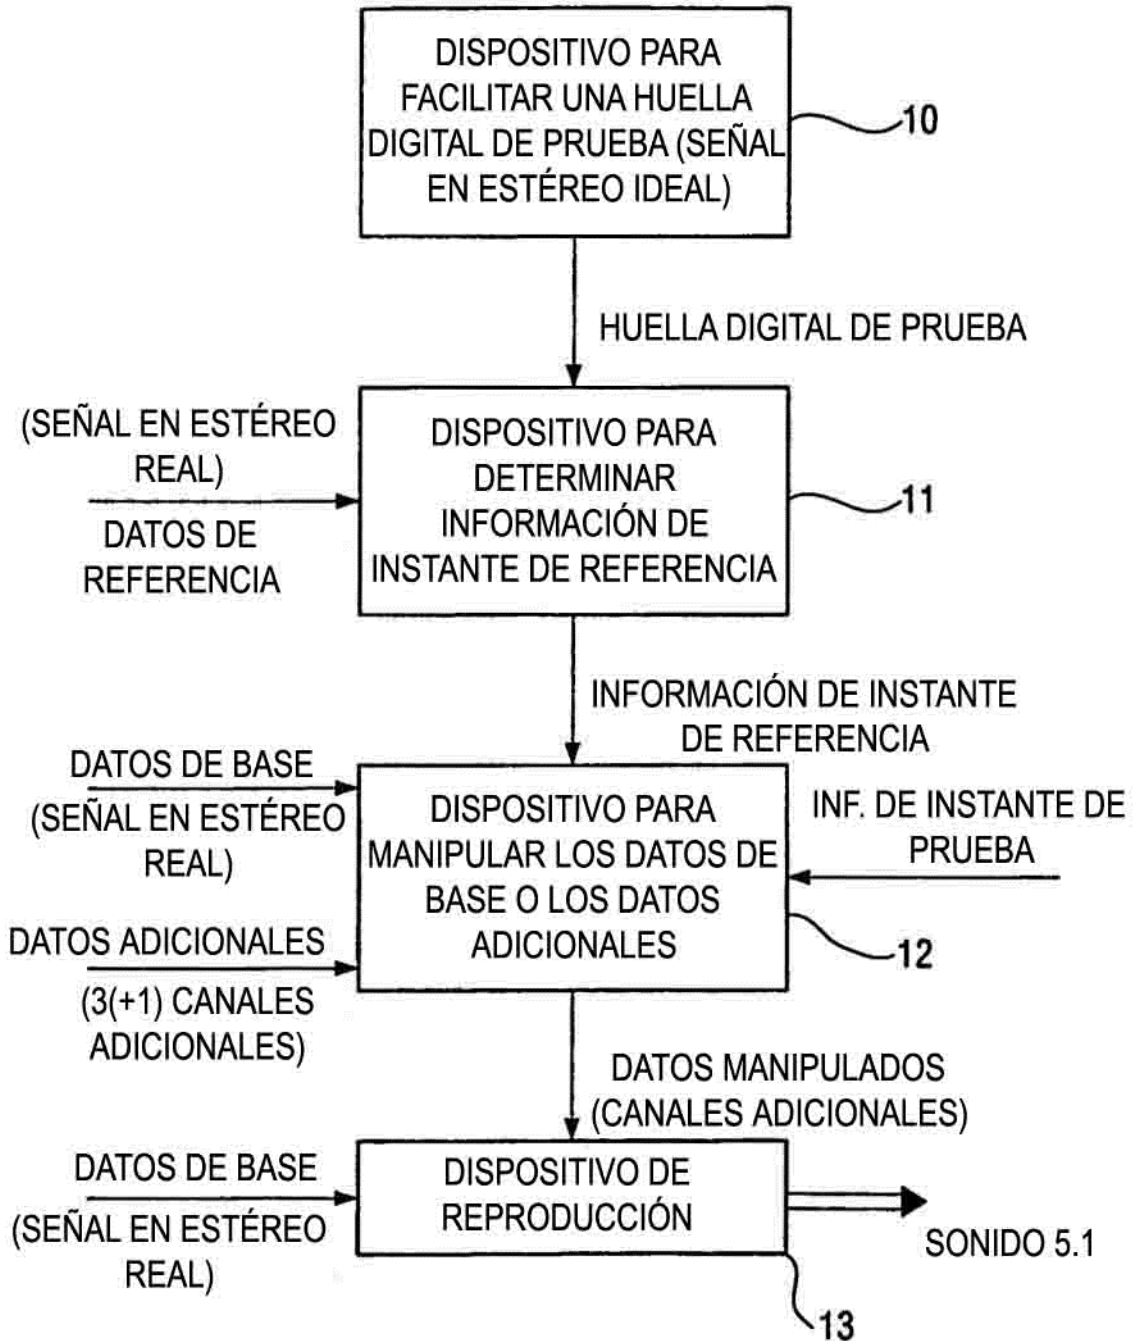 DISPOSITIVO PARA
FACILITAR UNA HUELLA
DIGITAL DE PRUEBA (SEÑAL
EN ESTÉREO IDEAL)
10
HUELLA DIGITAL DE PRUEBA
(SEÑAL EN ESTÉREO
REAL)
DATOS DE
REFERENCIA
DISPOSITIVO PARA
DETERMINAR
INFORMACIÓN DE
INSTANTE DE REFERENCIA
11
INFORMACIÓN DE INSTANTE
DE REFERENCIA
DATOS DE BASE
(SEÑAL EN ESTÉREO
REAL)
DATOS ADICIONALES
(3(+1) CANALES
ADICIONALES)
DISPOSITIVO PARA
MANIPULAR LOS DATOS DE
BASE O LOS DATOS
ADICIONALES
INF. DE INSTANTE DE
PRUEBA
12
DATOS MANIPULADOS
(CANALES ADICIONALES)
DATOS DE BASE
(SEÑAL EN ESTÉREO
REAL)
DISPOSITIVO DE
REPRODUCCIÓN
SONIDO 5.1
13